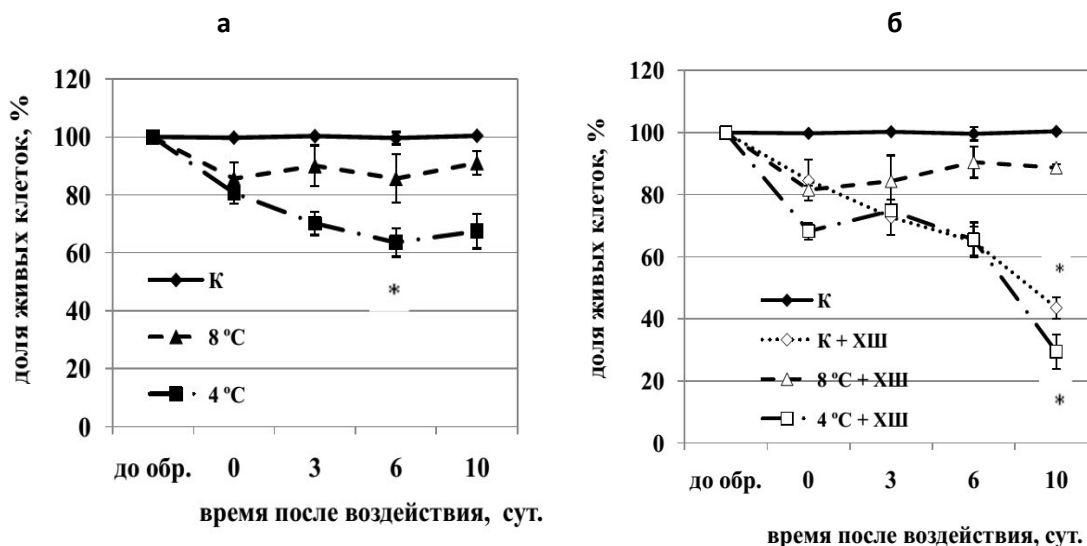 а
120
100
80
60
40
20
0
доля живых клеток, %
К
8 ºC
4 ºC
*
до обр. 0 3 6 10
время после воздействия, сут.
б
120
100
80
60
40
20
0
доля живых клеток, %
К
К + ХШ
8 ºC + ХШ
4 ºC + ХШ
*
*
до обр. 0 3 6 10
время после воздействия, сут.